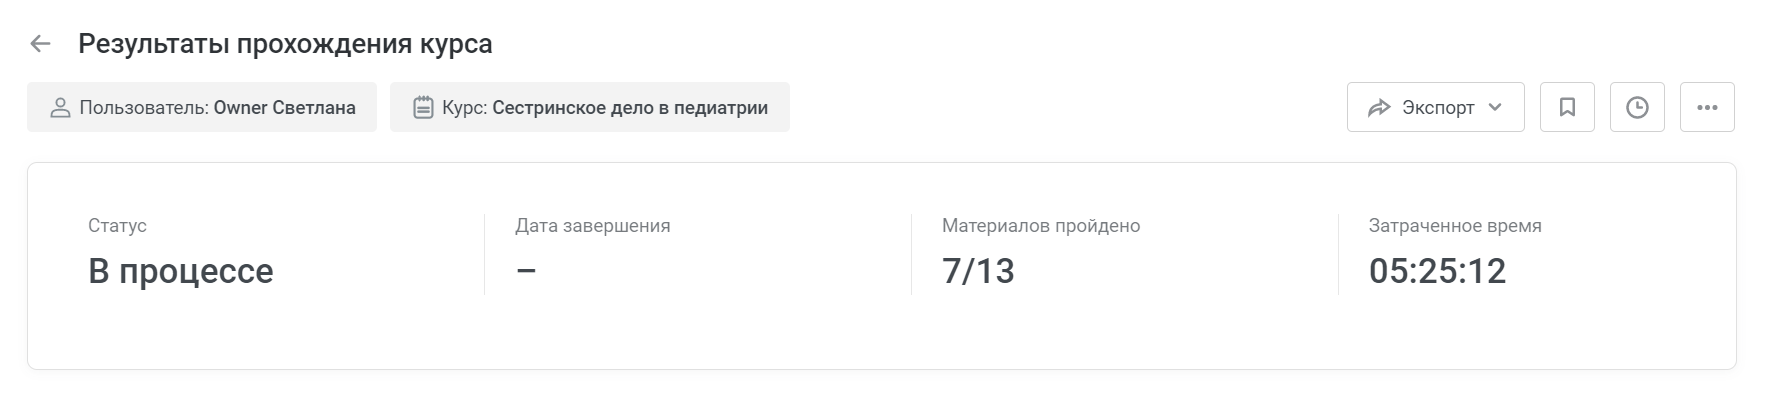 Результаты прохождения курса
Пользователь: Owner Светлана
Курс: Сестринское дело в педиатрии
Экспорт
Статус
В процессе
Дата завершения
–
Материалов пройдено
7/13
Затраченное время
05:25:12